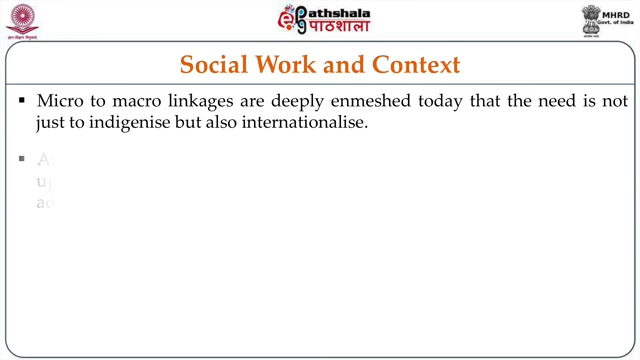 ePathshala
पाठशाला
MHRD
Govt. of India
Social Work and Context
▪ Micro to macro linkages are deeply enmeshed today that the need is not
just to indigenise but also internationalise.